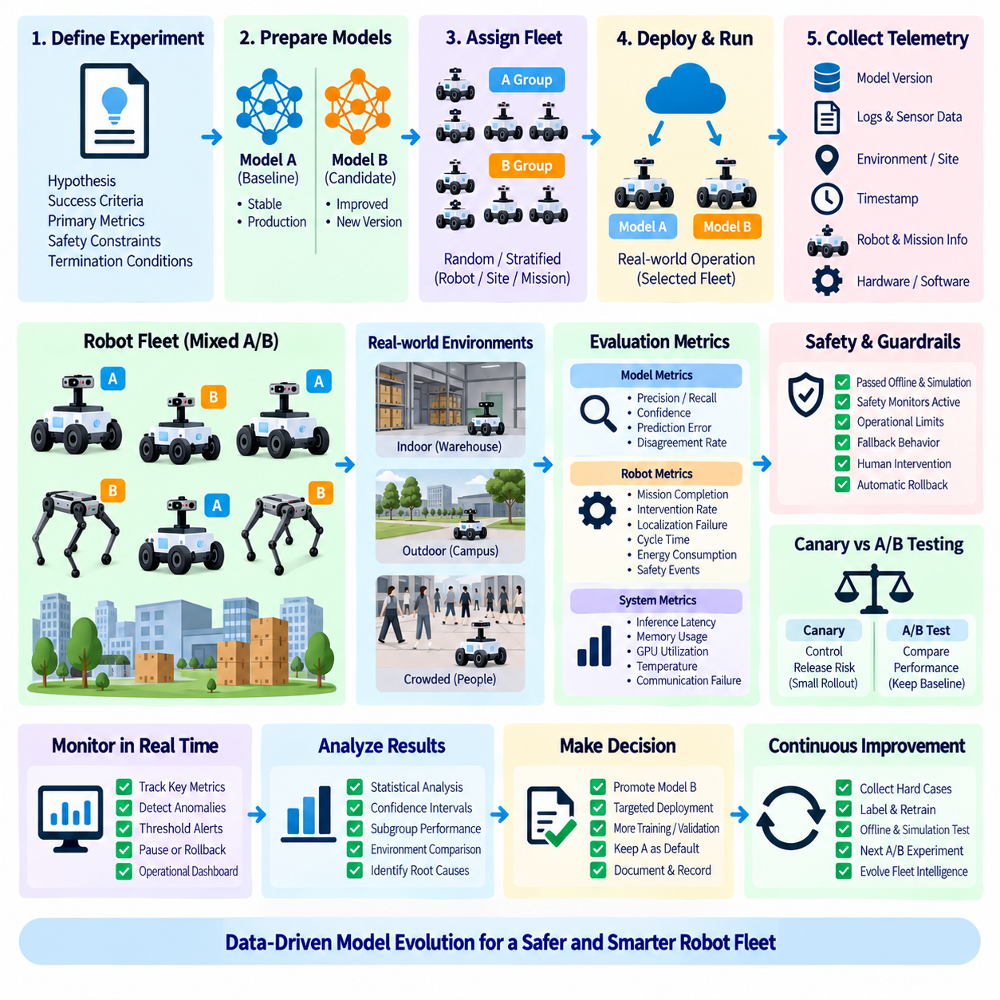 1. Define Experiment
Hypothesis
Success Criteria
Primary Metrics
Safety Constraints
Termination Conditions
2. Prepare Models
Model A
(Baseline)
• Stable
• Production
Model B
(Candidate)
• Improved
• New Version
3. Assign Fleet
A Group
B Group
Random / Stratified
(Robot / Site / Mission)
4. Deploy & Run
Model A
Model B
Real-world Operation
(Selected Fleet)
5. Collect Telemetry
Model Version
Logs & Sensor Data
Environment / Site
Timestamp
Robot & Mission Info
Hardware / Software
Robot Fleet (Mixed A/B)
A
B
A
B
A
B
Real-world Environments
Indoor (Warehouse)
Outdoor (Campus)
Crowded (People)
Evaluation Metrics
Model Metrics
• Precision / Recall
• Confidence
• Prediction Error
• Disagreement Rate
Robot Metrics
• Mission Completion
• Intervention Rate
• Localization Failure
• Cycle Time
• Energy Consumption
• Safety Events
System Metrics
• Inference Latency
• Memory Usage
• GPU Utilization
• Temperature
• Communication Failure
Safety & Guardrails
Passed Offline & Simulation
Safety Monitors Active
Operational Limits
Fallback Behavior
Human Intervention
Automatic Rollback
Canary vs A/B Testing
Canary
Control
Release Risk
(Small Rollout)
A/B Test
Compare
Performance
(Keep Baseline)
Monitor in Real Time
Track Key Metrics
Detect Anomalies
Threshold Alerts
Pause or Rollback
Operational Dashboard
Analyze Results
Statistical Analysis
Confidence Intervals
Subgroup Performance
Environment Comparison
Identify Root Causes
Make Decision
Promote Model B
Targeted Deployment
More Training / Validation
Keep A as Default
Document & Record
Continuous Improvement
Collect Hard Cases
Label & Retrain
Offline & Simulation Test
Next A/B Experiment
Evolve Fleet Intelligence
Data-Driven Model Evolution for a Safer and Smarter Robot Fleet